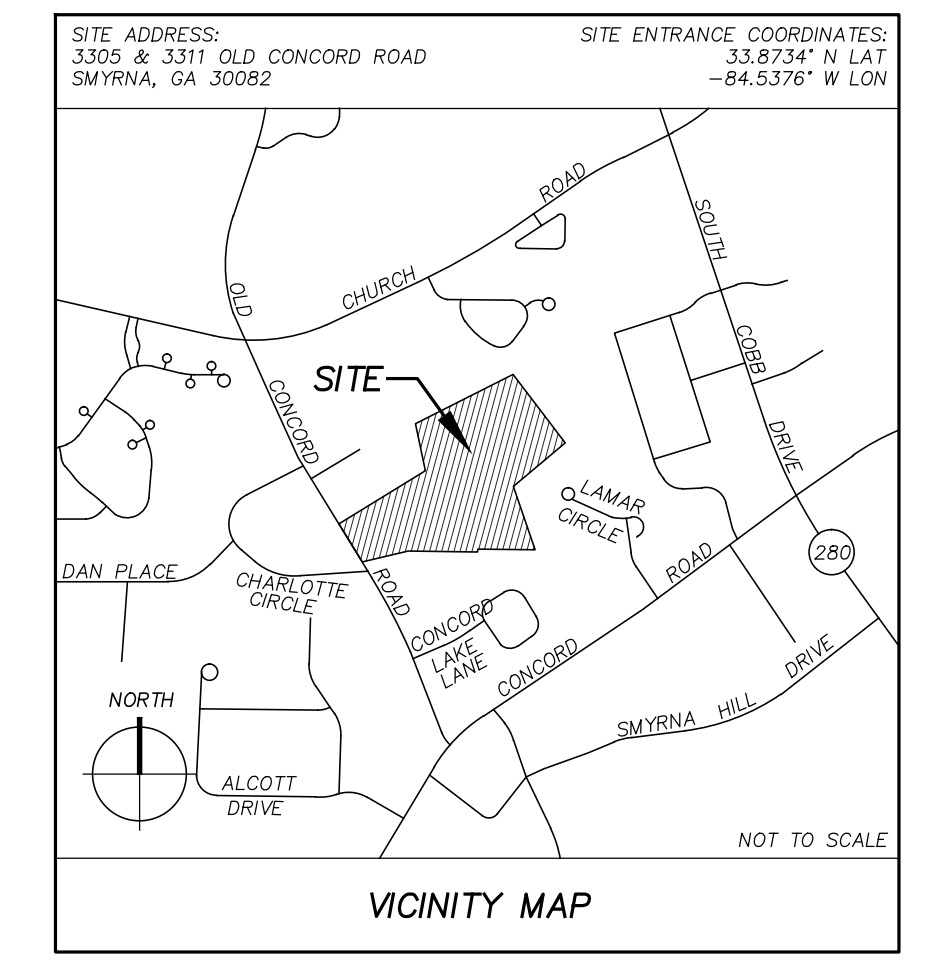 SITE ADDRESS:
3305 & 3311 OLD CONCORD ROAD
SMYRNA, GA 30082
SITE ENTRANCE COORDINATES:
33.8734° N LAT
-84.5376° W LON
ROAD
SOUTH
OLD
CHURCH
COBB
SITE
CONCORD
DRIVE
LAMAR
CIRCLE
280
ROAD
DAN PLACE
CHARLOTTE
CIRCLE
ROAD
CONCORD
LAKE
LANE
CONCORD
DRIVE
HILL
SMYRNA
NORTH
ALCOTT
DRIVE
NOT TO SCALE
VICINITY MAP